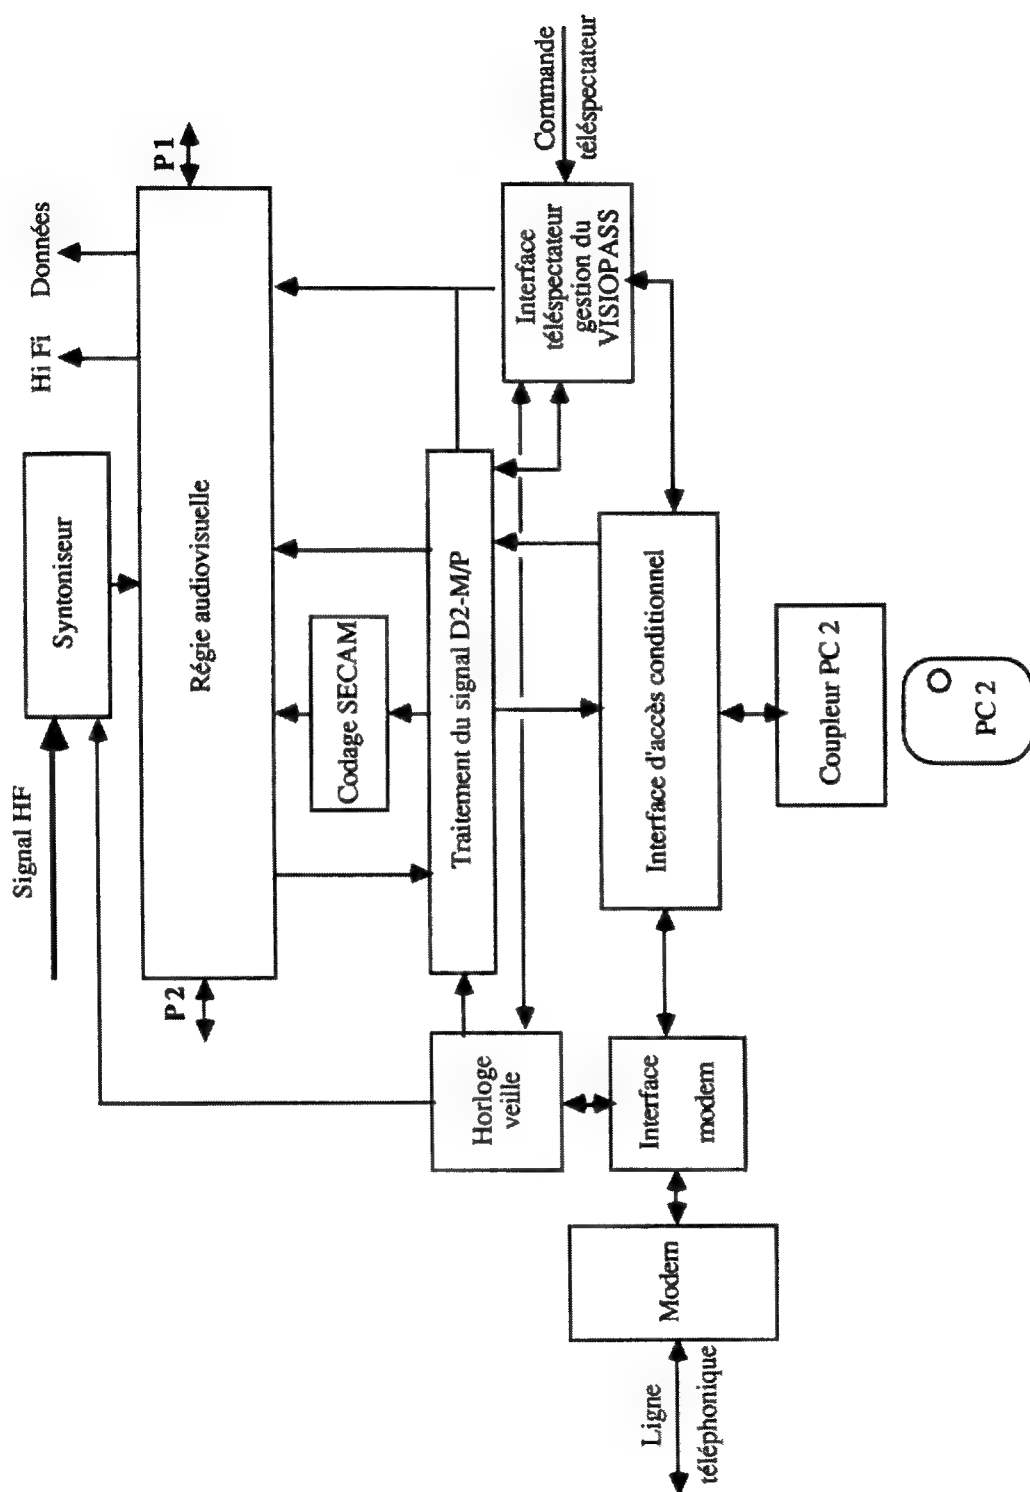 Signal HF
Syntoniseur
Hi Fi
Données
P2
Régie audiovisuelle
P1
Codage SECAM
Horloge
veille
Traitement du signal D2-M/P
Interface
téléspectateur
gestion du
VISIOPASS
Commande
téléspectateur
Ligne
téléphonique
Modem
Interface
modem
Interface d'accès conditionnel
Coupleur PC 2
PC 2